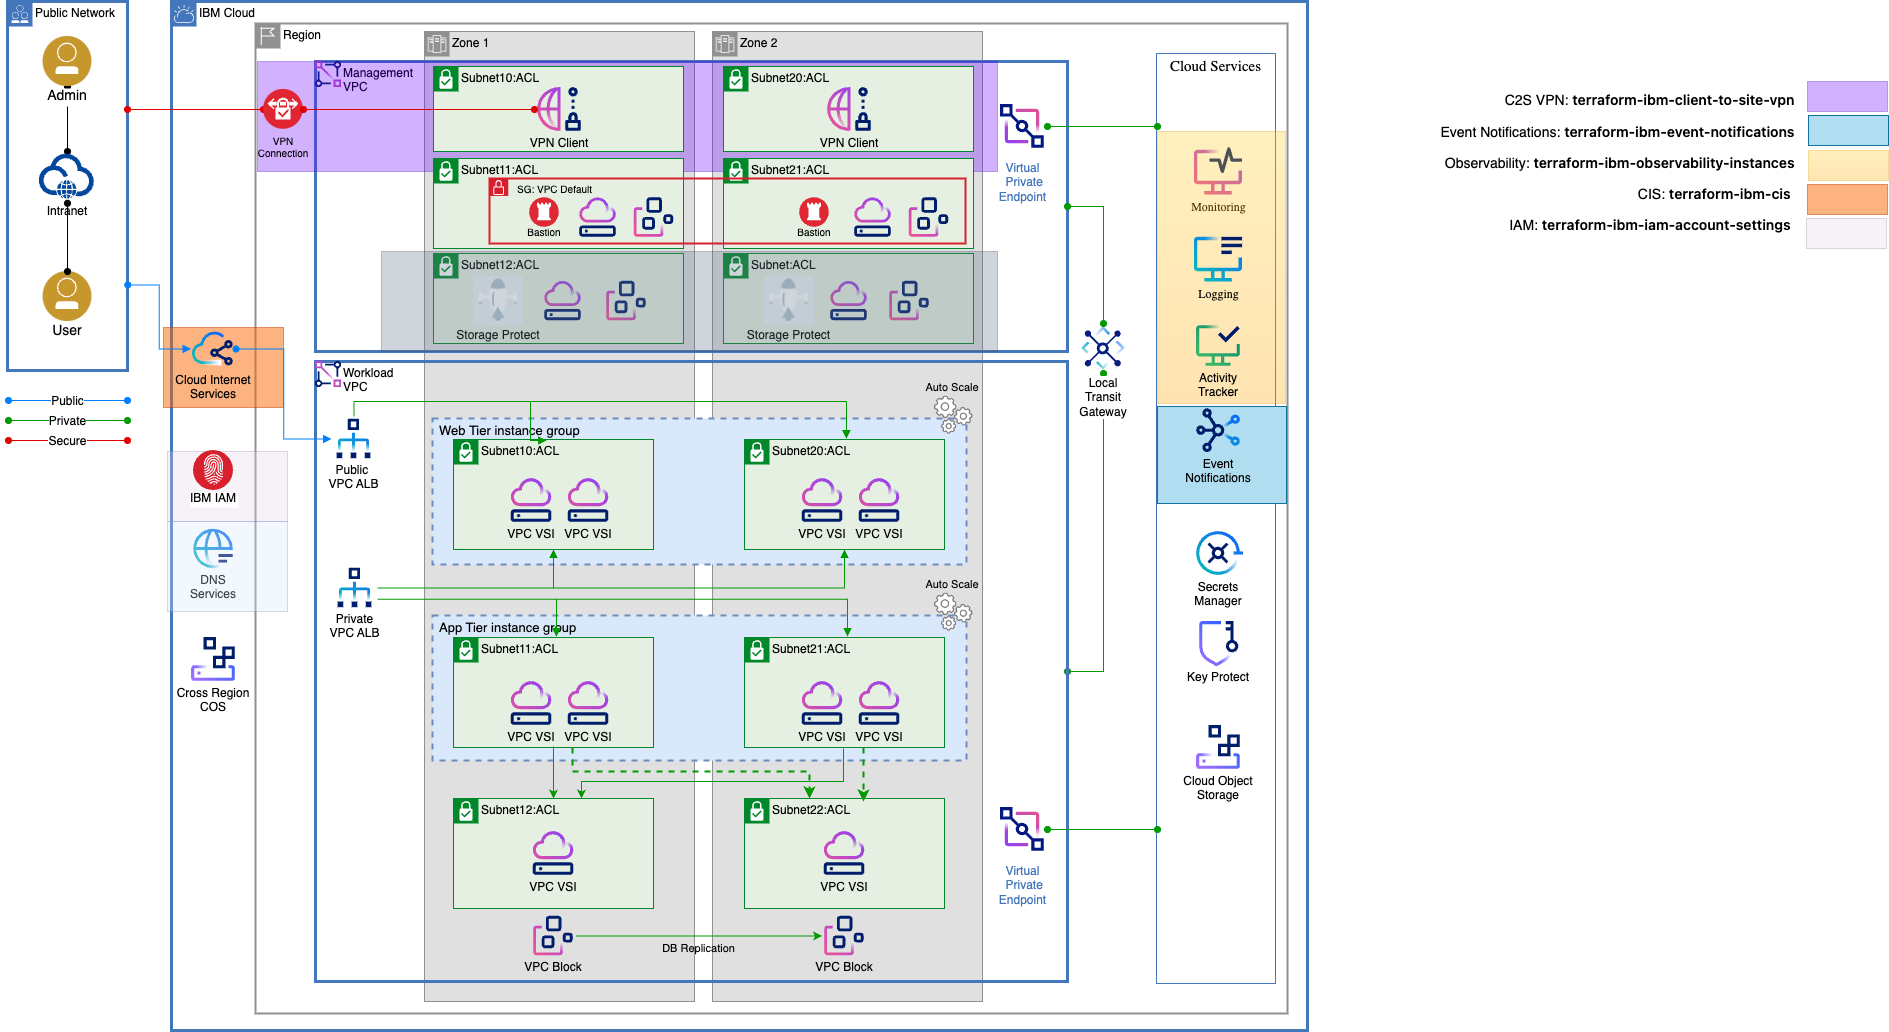 Public Network
Admin
Intranet
User
Public
Private
Secure
IBM Cloud
Region
Zone 1
Zone 2
Management
VPC
VPN
Connection
Subnet10:ACL
VPN Client
Subnet20:ACL
VPN Client
Subnet11:ACL
SG: VPC Default
Bastion
Subnet21:ACL
Bastion
Subnet12:ACL
Storage Protect
Subnet:ACL
Storage Protect
Virtual
Private
Endpoint
Cloud Internet
Services
IBM IAM
DNS
Services
Cross Region
COS
Workload
VPC
Public
VPC ALB
Private
VPC ALB
Auto Scale
Web Tier instance group
Subnet10:ACL
VPC VSI
VPC VSI
Subnet20:ACL
VPC VSI
VPC VSI
Auto Scale
App Tier instance group
Subnet11:ACL
VPC VSI
VPC VSI
Subnet21:ACL
VPC VSI
VPC VSI
Subnet12:ACL
VPC VSI
Subnet22:ACL
VPC VSI
VPC Block
DB Replication
VPC Block
Virtual
Private
Endpoint
Local
Transit
Gateway
Cloud Services
Monitoring
Logging
Activity
Tracker
Event
Notifications
Secrets
Manager
Key Protect
Cloud Object
Storage
C2S VPN: terraform-ibm-client-to-site-vpn
Event Notifications: terraform-ibm-event-notifications
Observability: terraform-ibm-observability-instances
CIS: terraform-ibm-cis
IAM: terraform-ibm-iam-account-settings